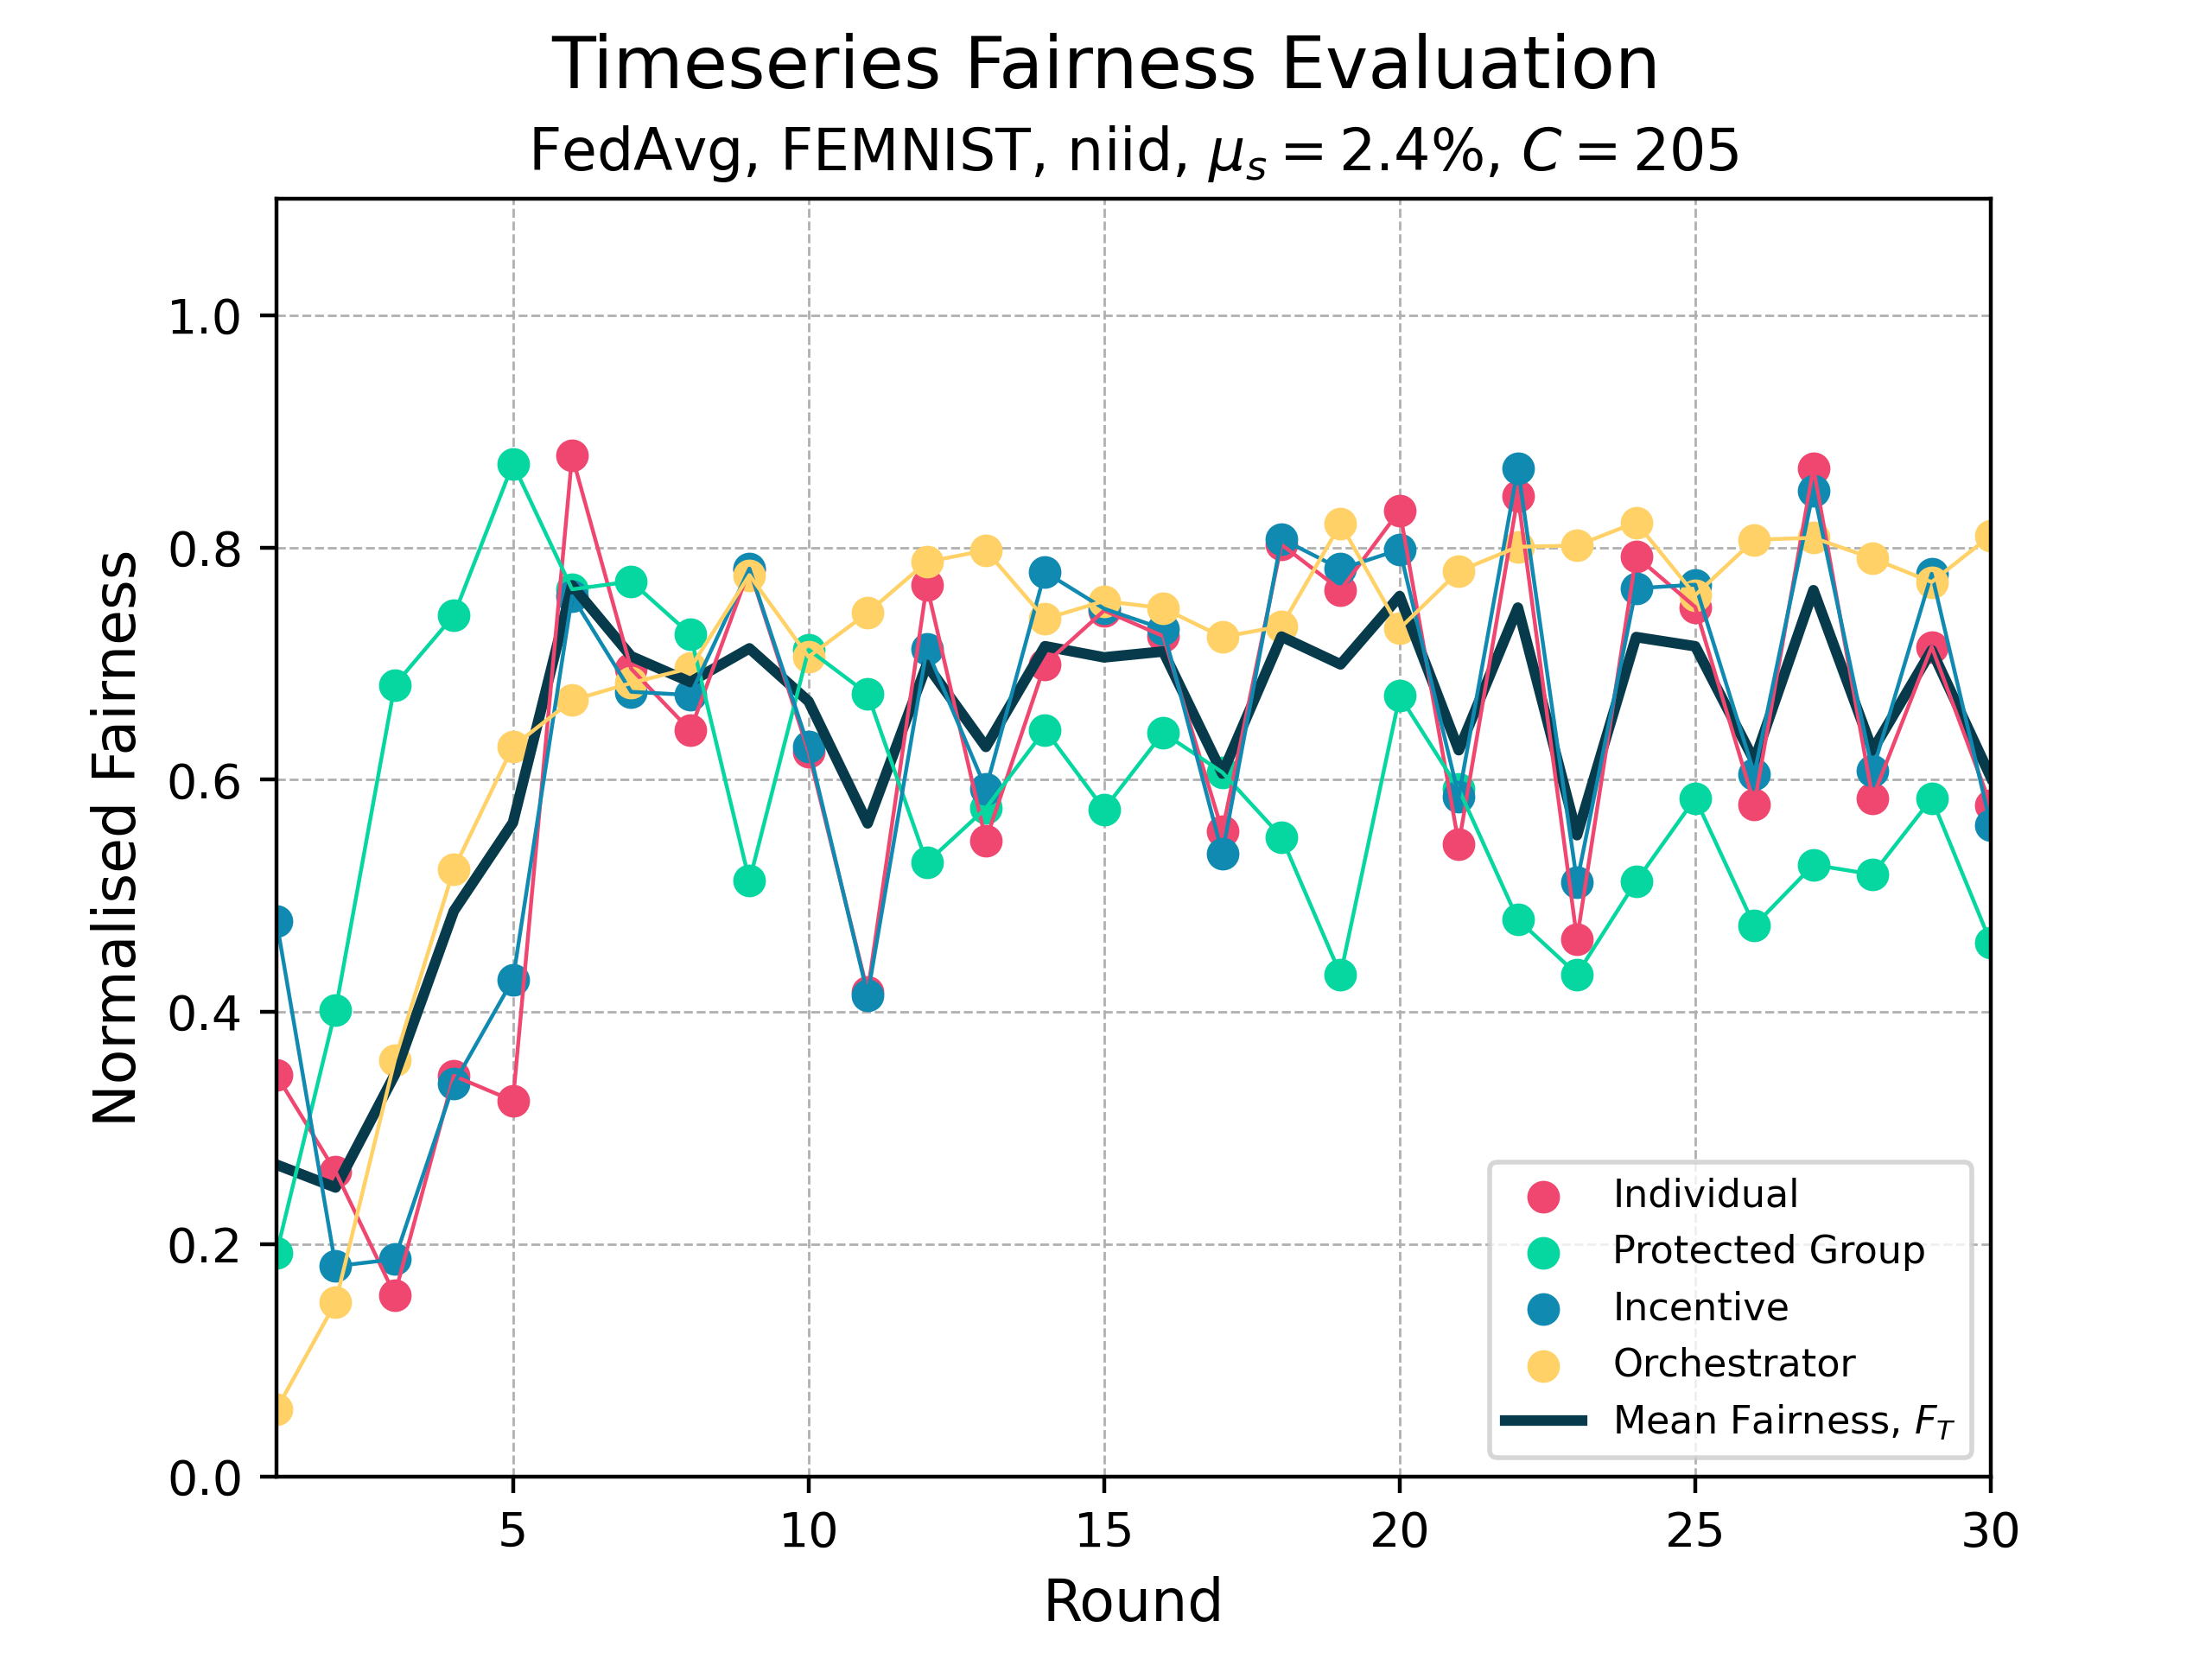 Timeseries Fairness Evaluation
FedAvg, FEMNIST, niid, μₛ = 2.4%, C = 205
Normalised Fairness
1.0
0.8
0.6
0.4
0.2
0.0
Individual
Protected Group
Incentive
Orchestrator
Mean Fairness, F_T
5 10 15 20 25 30
Round